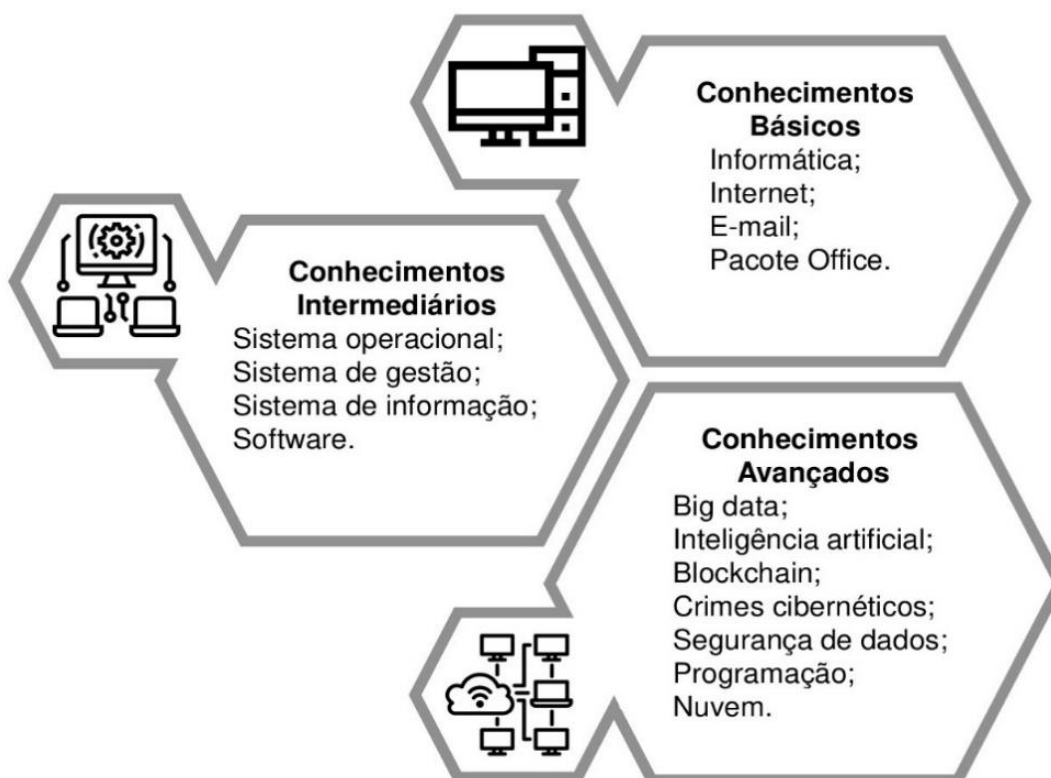 Conhecimentos
Básicos
Informática;
Internet;
E-mail;
Pacote Office.
Conhecimentos
Intermediários
Sistema operacional;
Sistema de gestão;
Sistema de informação;
Software.
Conhecimentos
Avançados
Big data;
Inteligência artificial;
Blockchain;
Crimes cibernéticos;
Segurança de dados;
Programação;
Nuvem.